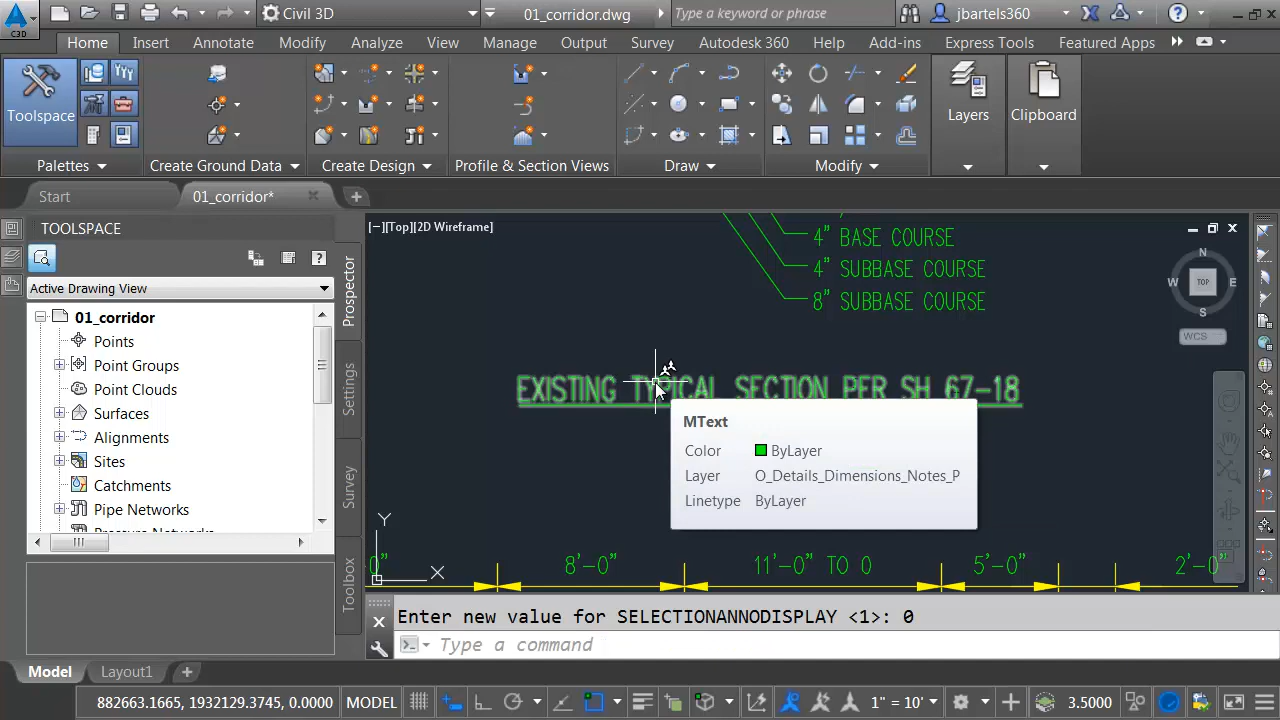 C3D
Civil 3D
01_corridor.dwg
Type a keyword or phrase
jbartels360
Home Insert Annotate Modify Analyze View Manage Output Survey Autodesk 360 Help Add-ins Express Tools Featured Apps
Toolspace
Layers
Clipboard
Palettes
Create Ground Data
Create Design
Profile & Section Views
Draw
Modify
Start
01_corridor*
TOOLSPACE
Active Drawing View
01_corridor
Points
Point Groups
Point Clouds
Surfaces
Alignments
Sites
Catchments
Pipe Networks
Pressure Networks
Prospector
Settings
Survey
Toolbox
[−][Top][2D Wireframe]
4" BASE COURSE
4" SUBBASE COURSE
8" SUBBASE COURSE
N
W
TOP
E
S
WCS
EXISTING TYPICAL SECTION PER SH 67-18
MText
Color ByLayer
Layer O_Details_Dimensions_Notes_P
Linetype ByLayer
Y
X
0" 8'-0" 11'-0" TO 0 5'-0" 2'-0"
Enter new value for SELECTIONANNODISPLAY <1>: 0
Type a command
Model
Layout1
882663.1665, 1932129.3745, 0.0000
MODEL
1" = 10'
3.5000